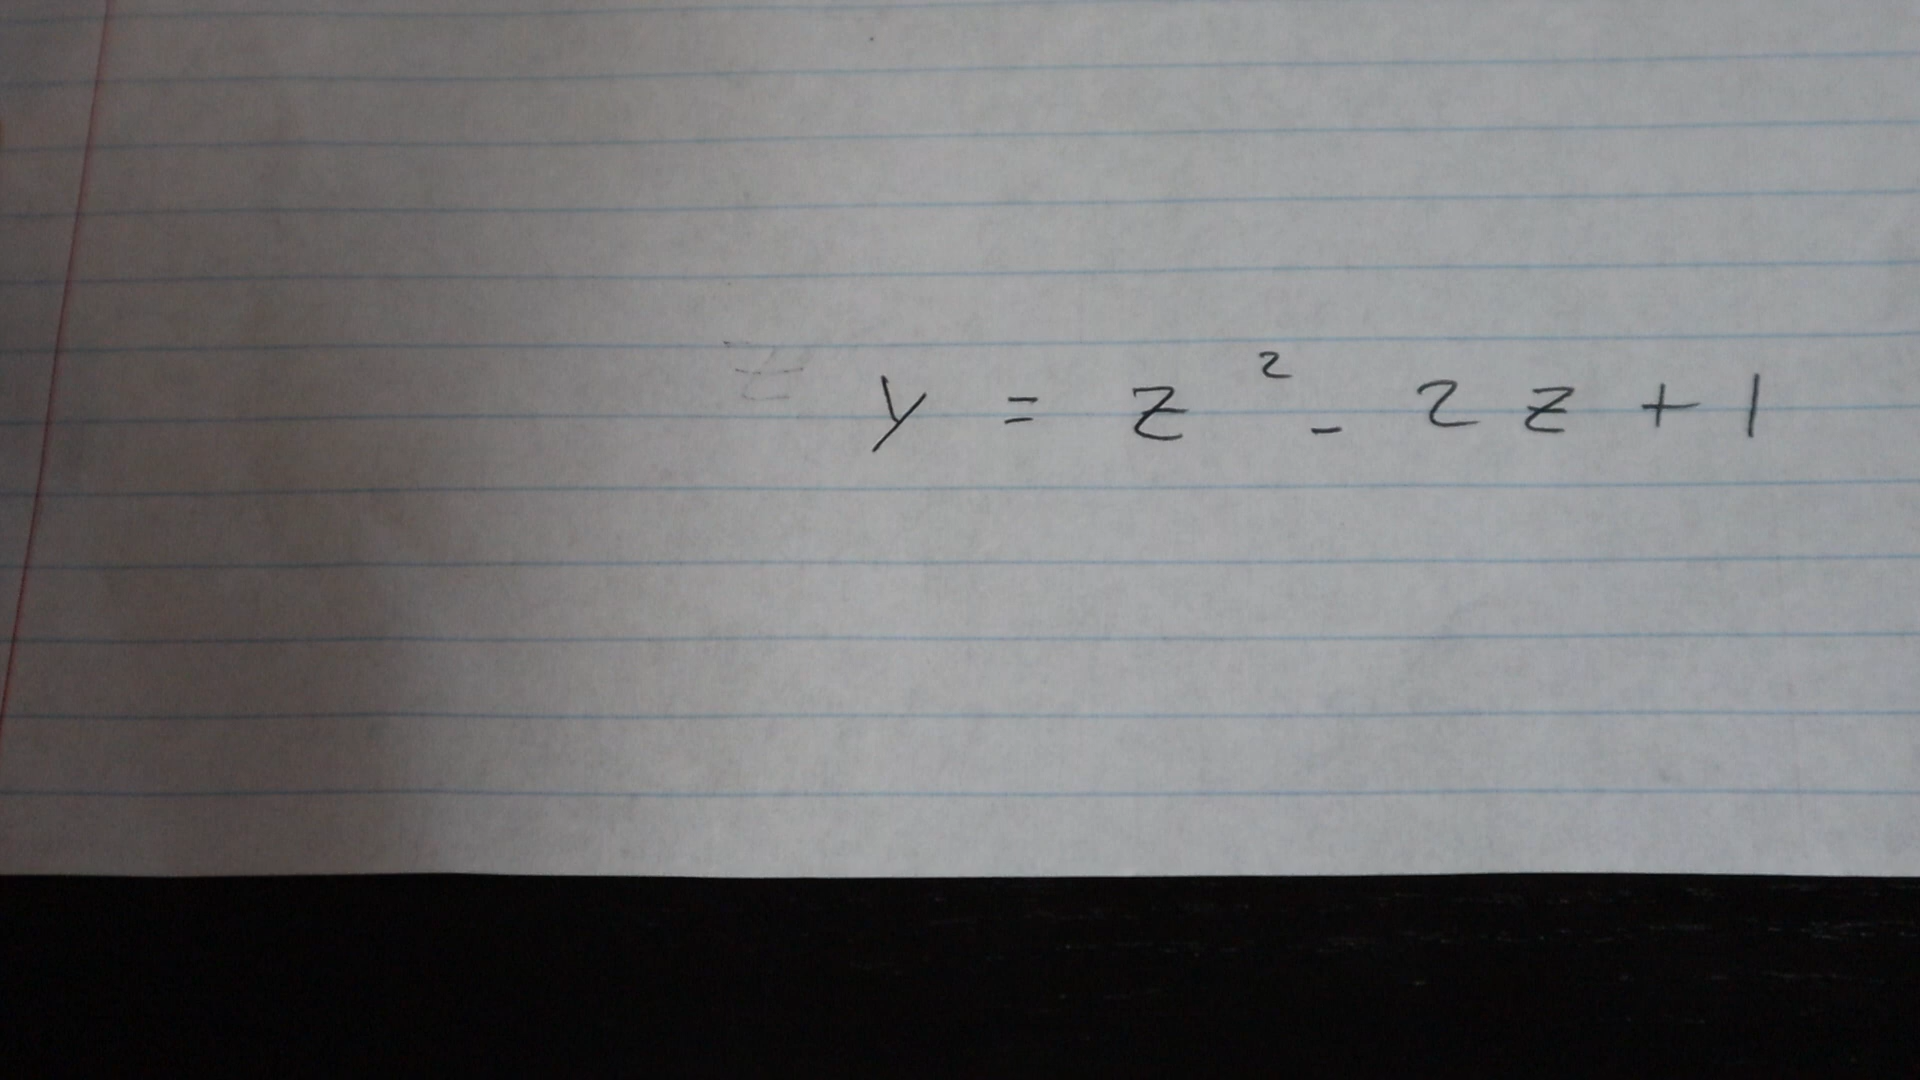 y = z² - 2z + 1